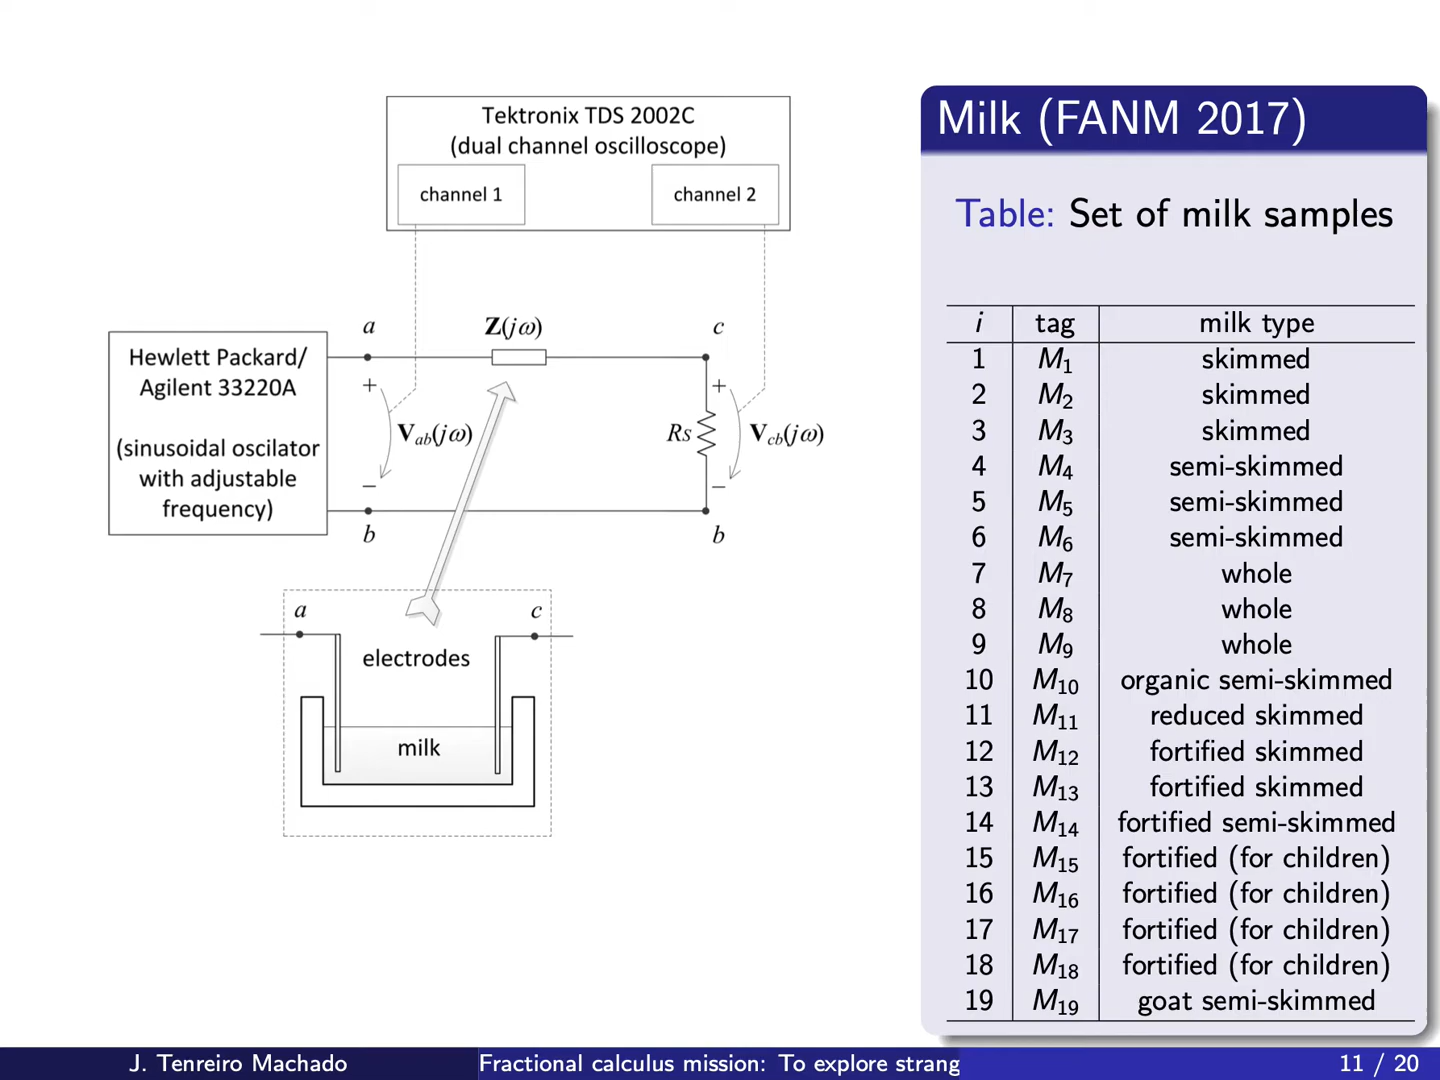 Tektronix TDS 2002C
(dual channel oscilloscope)
channel 1
channel 2
Hewlett Packard/
Agilent 33220A
(sinusoidal oscilator
with adjustable
frequency)
a
Z(jω)
c
+
V_ab(jω)
−
b
Rs
+
V_cb(jω)
−
b
a
c
electrodes
milk
Milk (FANM 2017)
Table: Set of milk samples
i tag milk type
1 M₁ skimmed
2 M₂ skimmed
3 M₃ skimmed
4 M₄ semi-skimmed
5 M₅ semi-skimmed
6 M₆ semi-skimmed
7 M₇ whole
8 M₈ whole
9 M₉ whole
10 M₁₀ organic semi-skimmed
11 M₁₁ reduced skimmed
12 M₁₂ fortified skimmed
13 M₁₃ fortified skimmed
14 M₁₄ fortified semi-skimmed
15 M₁₅ fortified (for children)
16 M₁₆ fortified (for children)
17 M₁₇ fortified (for children)
18 M₁₈ fortified (for children)
19 M₁₉ goat semi-skimmed
J. Tenreiro Machado
Fractional calculus mission: To explore strang
11 / 20